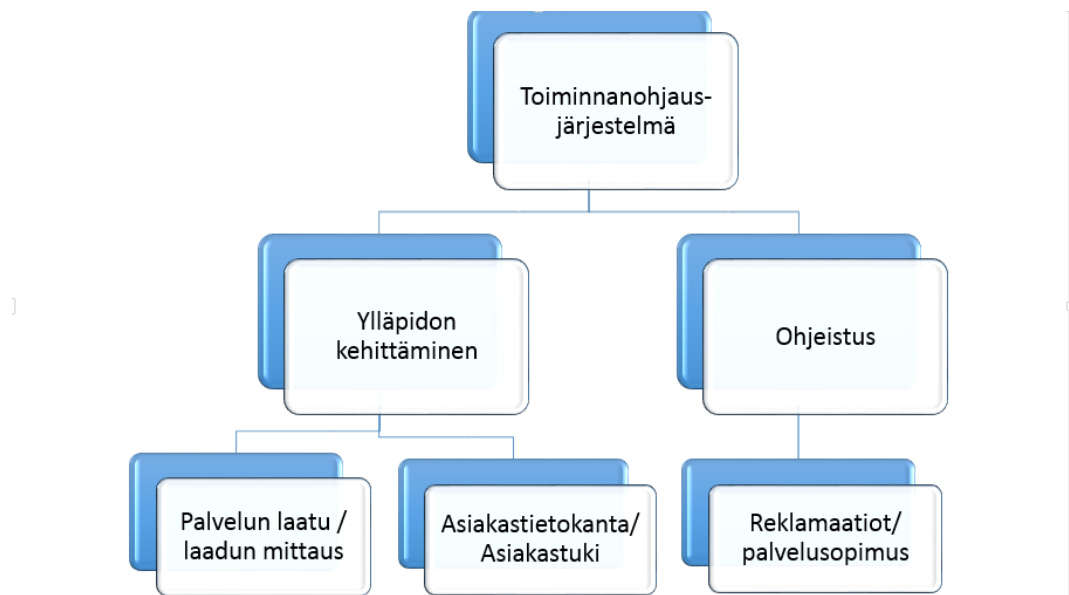 Toiminnanohjaus-
järjestelmä
Ylläpidon
kehittäminen
Ohjeistus
Palvelun laatu /
laadun mittaus
Asiakastietokanta/
Asiakastuki
Reklamaatiot/
palvelusopimus